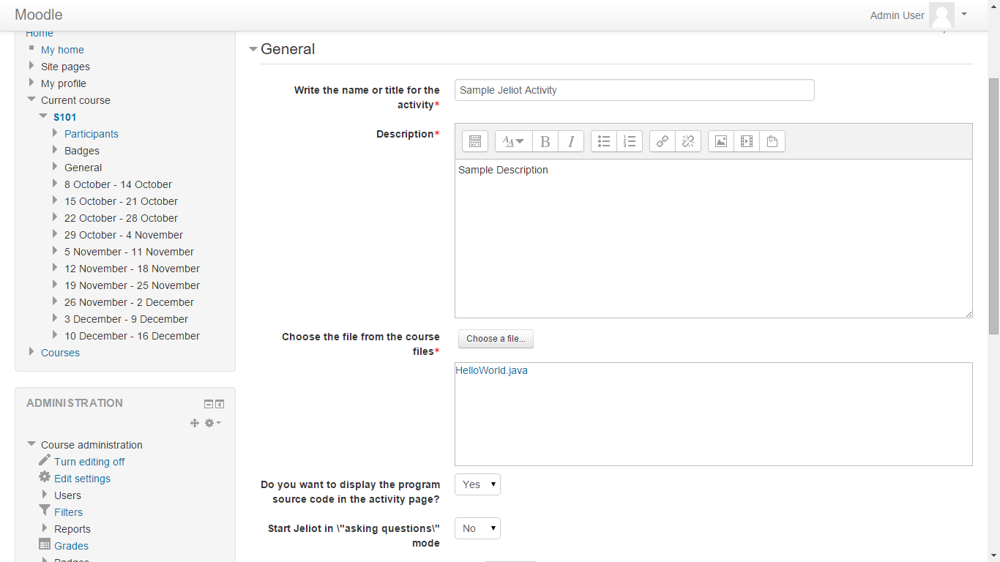 Moodle
Admin User
Home
My home
Site pages
My profile
Current course
S101
Participants
Badges
General
8 October - 14 October
15 October - 21 October
22 October - 28 October
29 October - 4 November
5 November - 11 November
12 November - 18 November
19 November - 25 November
26 November - 2 December
3 December - 9 December
10 December - 16 December
Courses
ADMINISTRATION
Course administration
Turn editing off
Edit settings
Users
Filters
Reports
Grades
Badges
General
Write the name or title for the
activity*
Sample Jeliot Activity
Description*
Sample Description
Choose the file from the course
files*
Choose a file...
HelloWorld.java
Do you want to display the program
source code in the activity page?
Yes
Start Jeliot in \"asking questions\"
mode
No